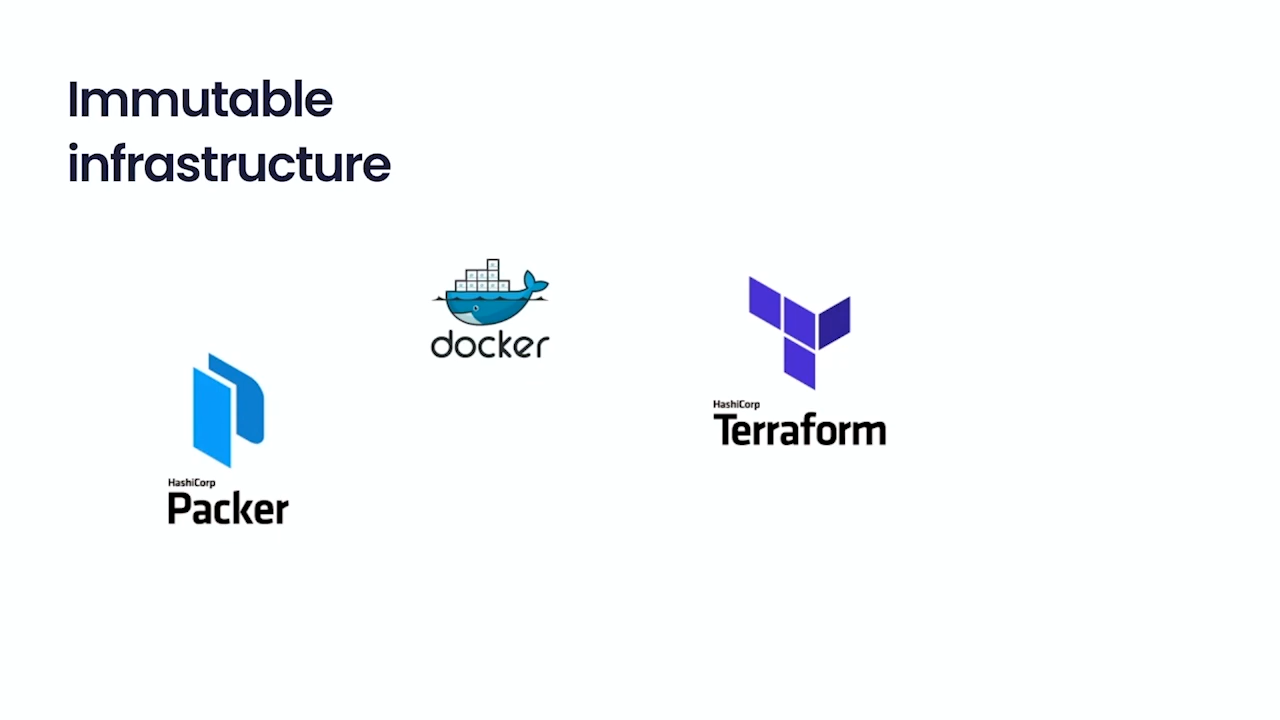 Immutable
infrastructure
docker
HashiCorp
Terraform
HashiCorp
Packer